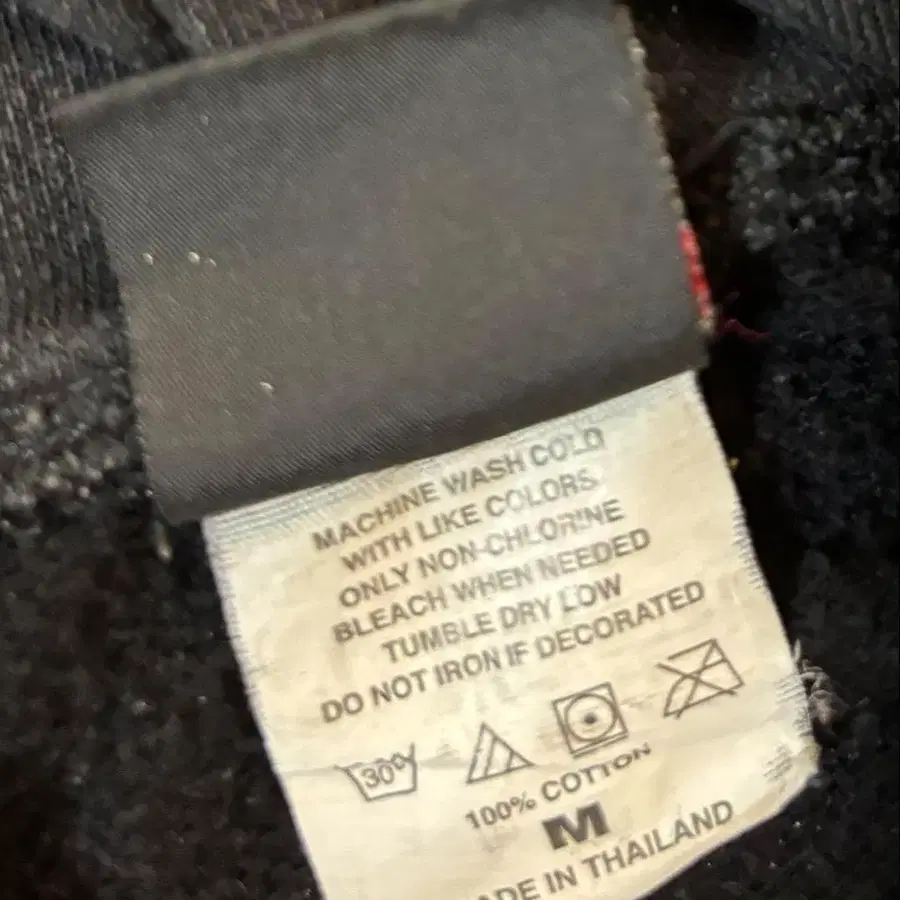 MACHINE WASH COLD
WITH LIKE COLORS
ONLY NON-CHLORINE
BLEACH WHEN NEEDED
TUMBLE DRY LOW
DO NOT IRON IF DECORATED
30°
100% COTTON
M
ADE IN THAILAND